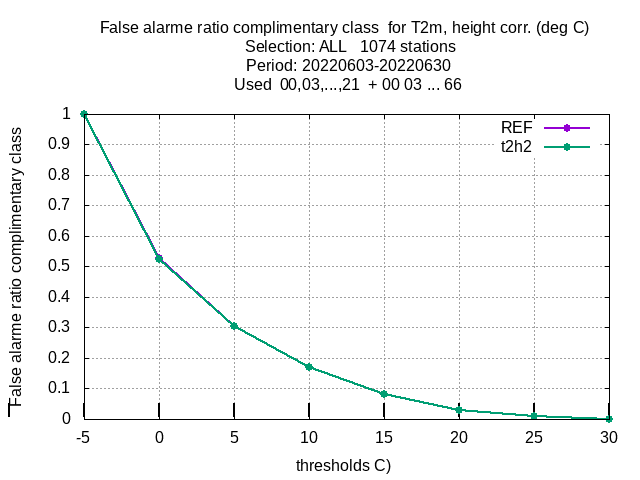 False alarme ratio complimentary class  for T2m, height corr. (deg C)
Selection: ALL   1074 stations
Period: 20220603-20220630
Used  00,03,...,21  + 00 03 ... 66
REF
t2h2
1
0.9
0.8
0.7
0.6
0.5
0.4
0.3
0.2
0.1
0
False alarme ratio complimentary class
-5
0
5
10
15
20
25
30
thresholds C)